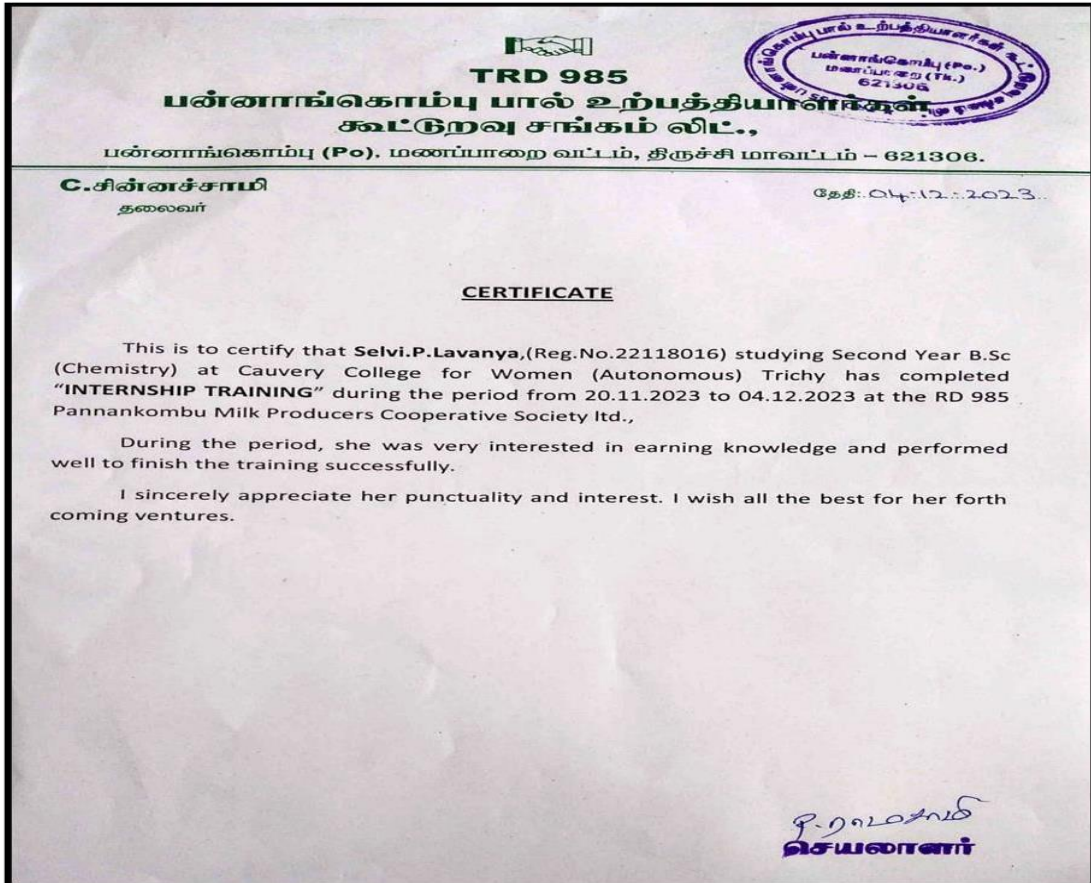 TRD 985
பன்னாங்கொம்பு பால் உற்பத்தியாளர்கள்
கூட்டுறவு சங்கம் லிட்.,
பன்னாங்கொம்பு (Po). மணப்பாறை வட்டம், திருச்சி மாவட்டம் – 621306.
பன்னாங்கொம்பு (Po.)
மணப்பாறை (Tk.)
621306
C.சின்னச்சாமி
தலைவர்
தேதி: 04.12.2023
CERTIFICATE
This is to certify that Selvi.P.Lavanya,(Reg.No.22118016) studying Second Year B.Sc
(Chemistry) at Cauvery College for Women (Autonomous) Trichy has completed
“INTERNSHIP TRAINING” during the period from 20.11.2023 to 04.12.2023 at the RD 985
Pannankombu Milk Producers Cooperative Society ltd.,
During the period, she was very interested in earning knowledge and performed
well to finish the training successfully.
I sincerely appreciate her punctuality and interest. I wish all the best for her forth
coming ventures.
செயலாளர்